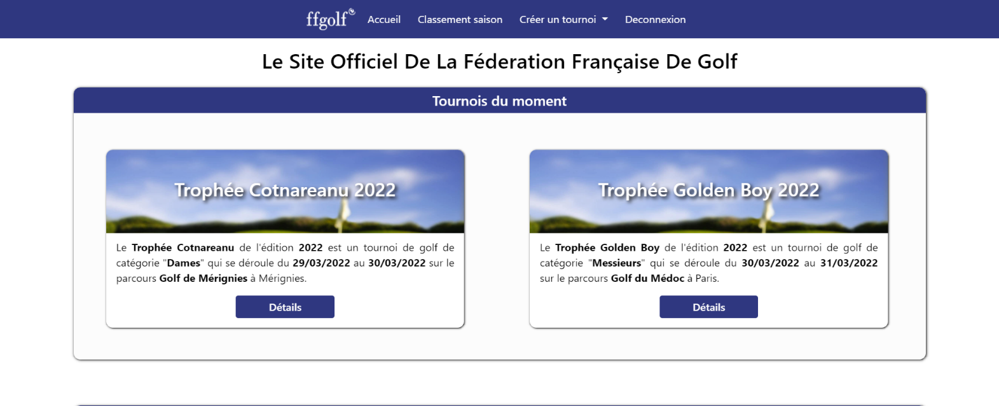 ffgolf Accueil Classement saison Créer un tournoi Deconnexion
Le Site Officiel De La Féderation Française De Golf
Tournois du moment
Trophée Cotnareanu 2022
Le Trophée Cotnareanu de l'édition 2022 est un tournoi de golf de
catégorie "Dames" qui se déroule du 29/03/2022 au 30/03/2022 sur le
parcours Golf de Mérignies à Mérignies.
Détails
Trophée Golden Boy 2022
Le Trophée Golden Boy de l'édition 2022 est un tournoi de golf de
catégorie "Messieurs" qui se déroule du 30/03/2022 au 31/03/2022
sur le parcours Golf du Médoc à Paris.
Détails